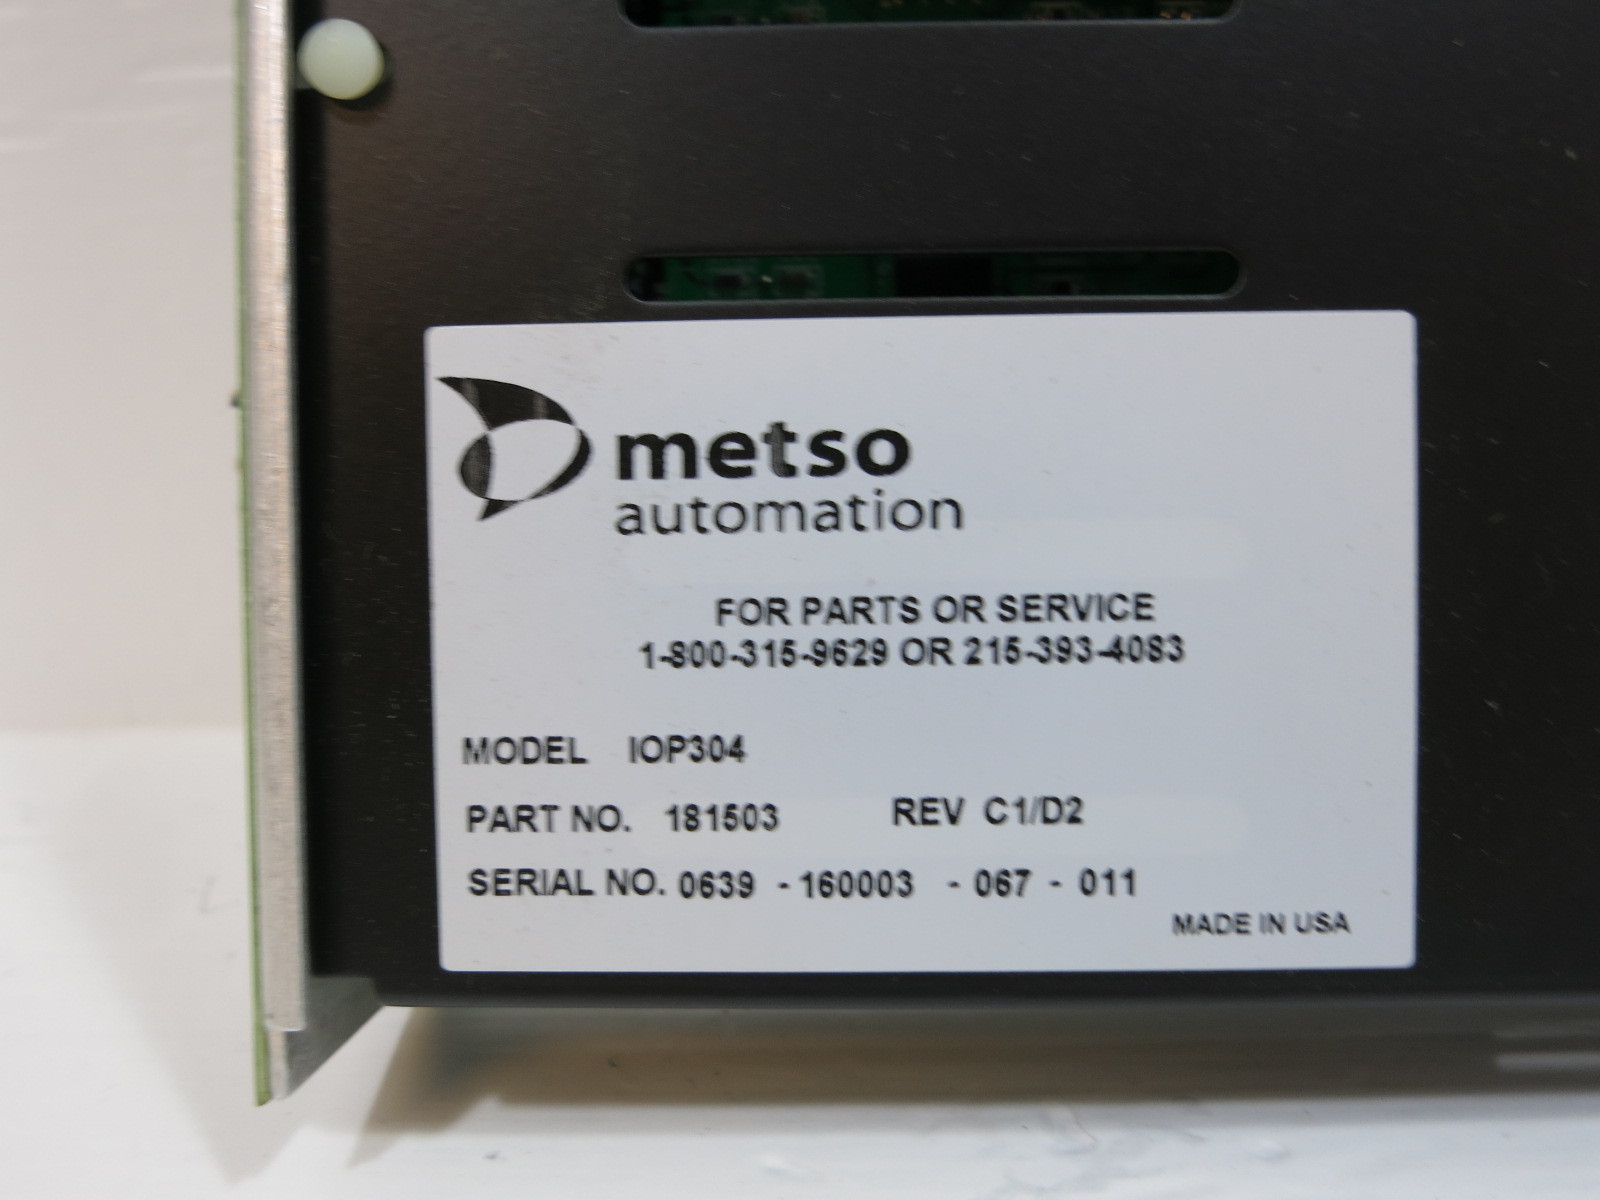 metso
automation
FOR PARTS OR SERVICE
1-800-315-9629 OR 215-393-4083
MODEL IOP304
PART NO. 181503 REV C1/D2
SERIAL NO. 0639 - 160003 - 067 - 011
MADE IN USA